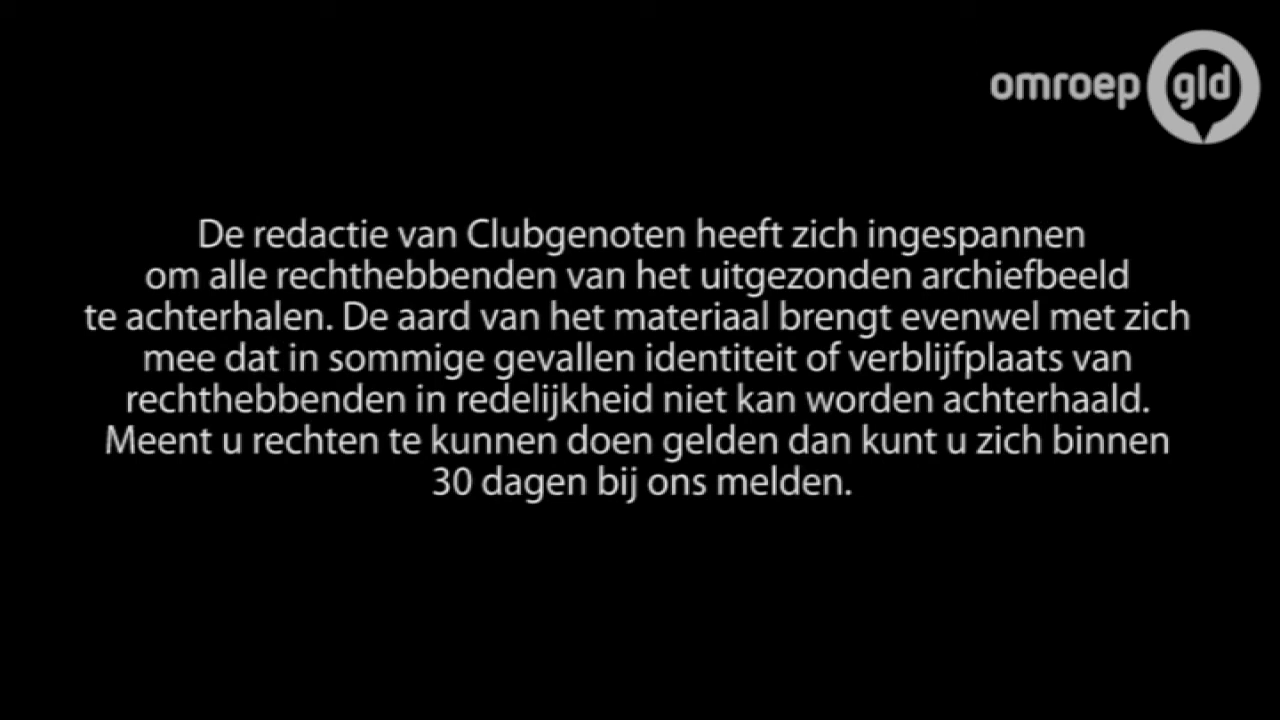 omroep gld
De redactie van Clubgenoten heeft zich ingespannen
om alle rechthebbenden van het uitgezonden archiefbeeld
te achterhalen. De aard van het materiaal brengt evenwel met zich
mee dat in sommige gevallen identiteit of verblijfplaats van
rechthebbenden in redelijkheid niet kan worden achterhaald.
Meent u rechten te kunnen doen gelden dan kunt u zich binnen
30 dagen bij ons melden.